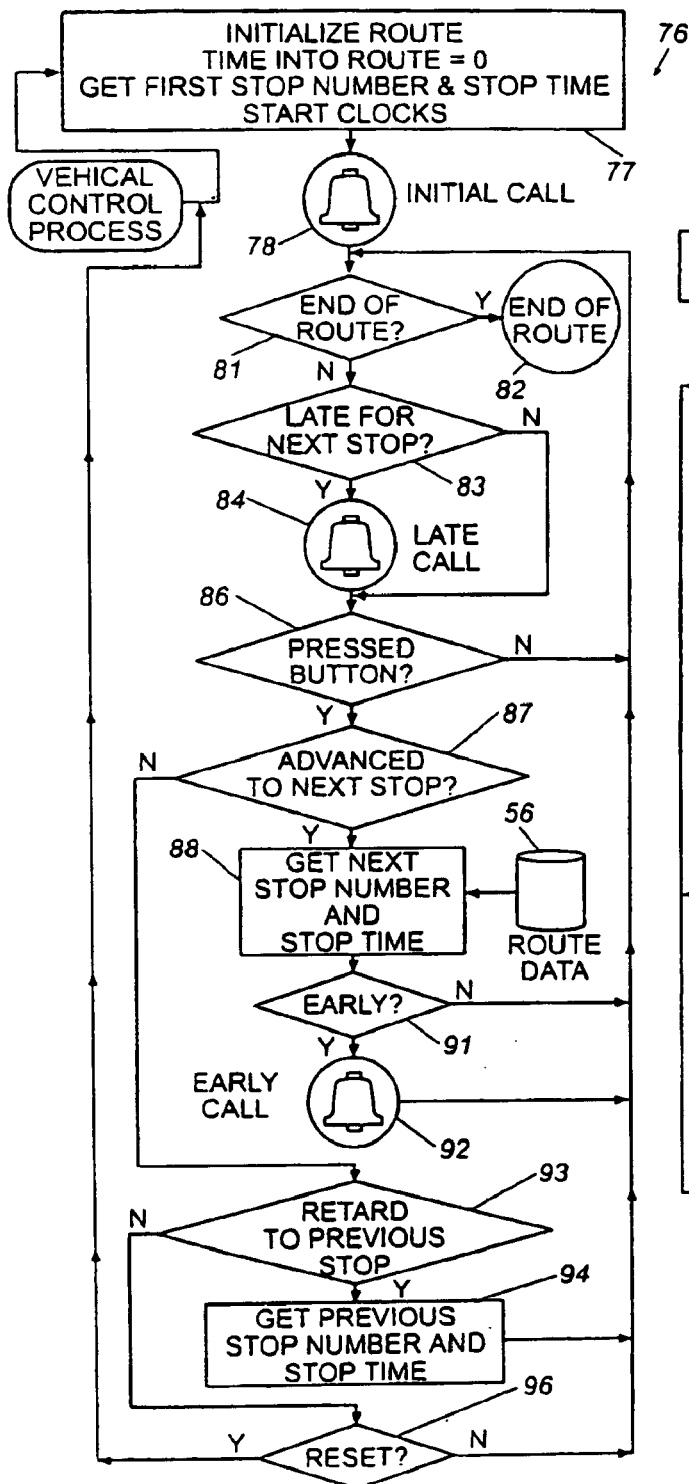 INITIALIZE ROUTE
TIME INTO ROUTE = 0
GET FIRST STOP NUMBER & STOP TIME
START CLOCKS
76
77
VEHICAL
CONTROL
PROCESS
INITIAL CALL
78
END OF
ROUTE?
Y
END OF
ROUTE
81
82
N
LATE FOR
NEXT STOP?
N
83
Y
84
LATE
CALL
86
PRESSED
BUTTON?
N
Y
87
N
ADVANCED
TO NEXT STOP?
Y
88
GET NEXT
STOP NUMBER
AND
STOP TIME
56
ROUTE
DATA
EARLY?
N
91
Y
EARLY
CALL
92
93
N
RETARD
TO PREVIOUS
STOP
Y
94
GET PREVIOUS
STOP NUMBER AND
STOP TIME
96
Y
RESET?
N